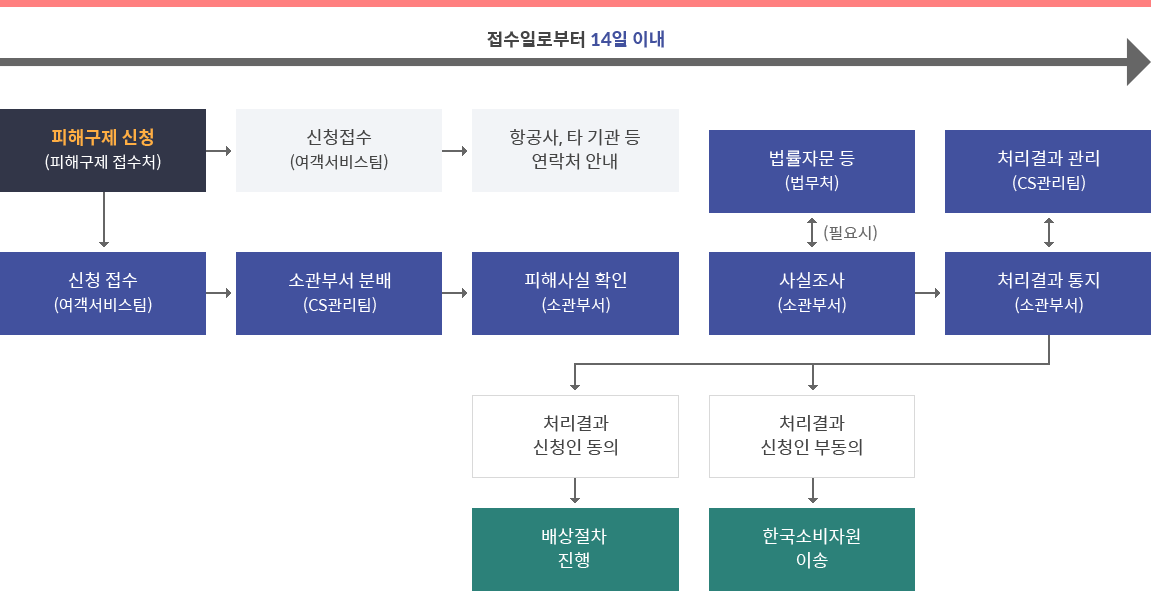 접수일로부터 14일 이내
피해구제 신청
(피해구제 접수처)
신청접수
(여객서비스팀)
항공사, 타 기관 등
연락처 안내
법률자문 등
(법무처)
처리결과 관리
(CS관리팀)
(필요시)
신청 접수
(여객서비스팀)
소관부서 분배
(CS관리팀)
피해사실 확인
(소관부서)
사실조사
(소관부서)
처리결과 통지
(소관부서)
처리결과
신청인 동의
처리결과
신청인 부동의
배상절차
진행
한국소비자원
이송